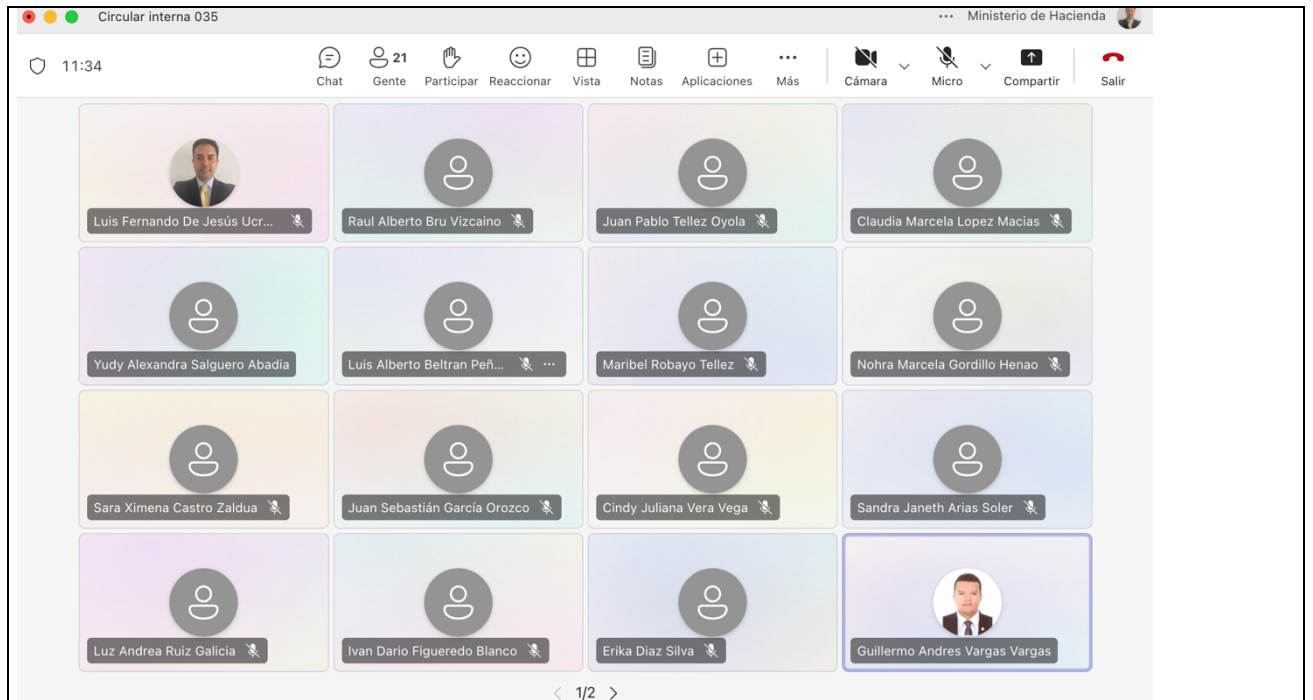 Circular interna 035
··· Ministerio de Hacienda
11:34
21
Chat Gente Participar Reaccionar Vista Notas Aplicaciones Más Cámara Micro Compartir Salir
Luis Fernando De Jesús Ucr... Raul Alberto Bru Vizcaino Juan Pablo Tellez Oyola Claudia Marcela Lopez Macias
Yudy Alexandra Salguero Abadia Luis Alberto Beltran Peñ... ··· Maribel Robayo Tellez Nohra Marcela Gordillo Henao
Sara Ximena Castro Zaldua Juan Sebastián García Orozco Cindy Juliana Vera Vega Sandra Janeth Arias Soler
Luz Andrea Ruiz Galicia Ivan Dario Figueredo Blanco Erika Diaz Silva Guillermo Andres Vargas Vargas
1/2